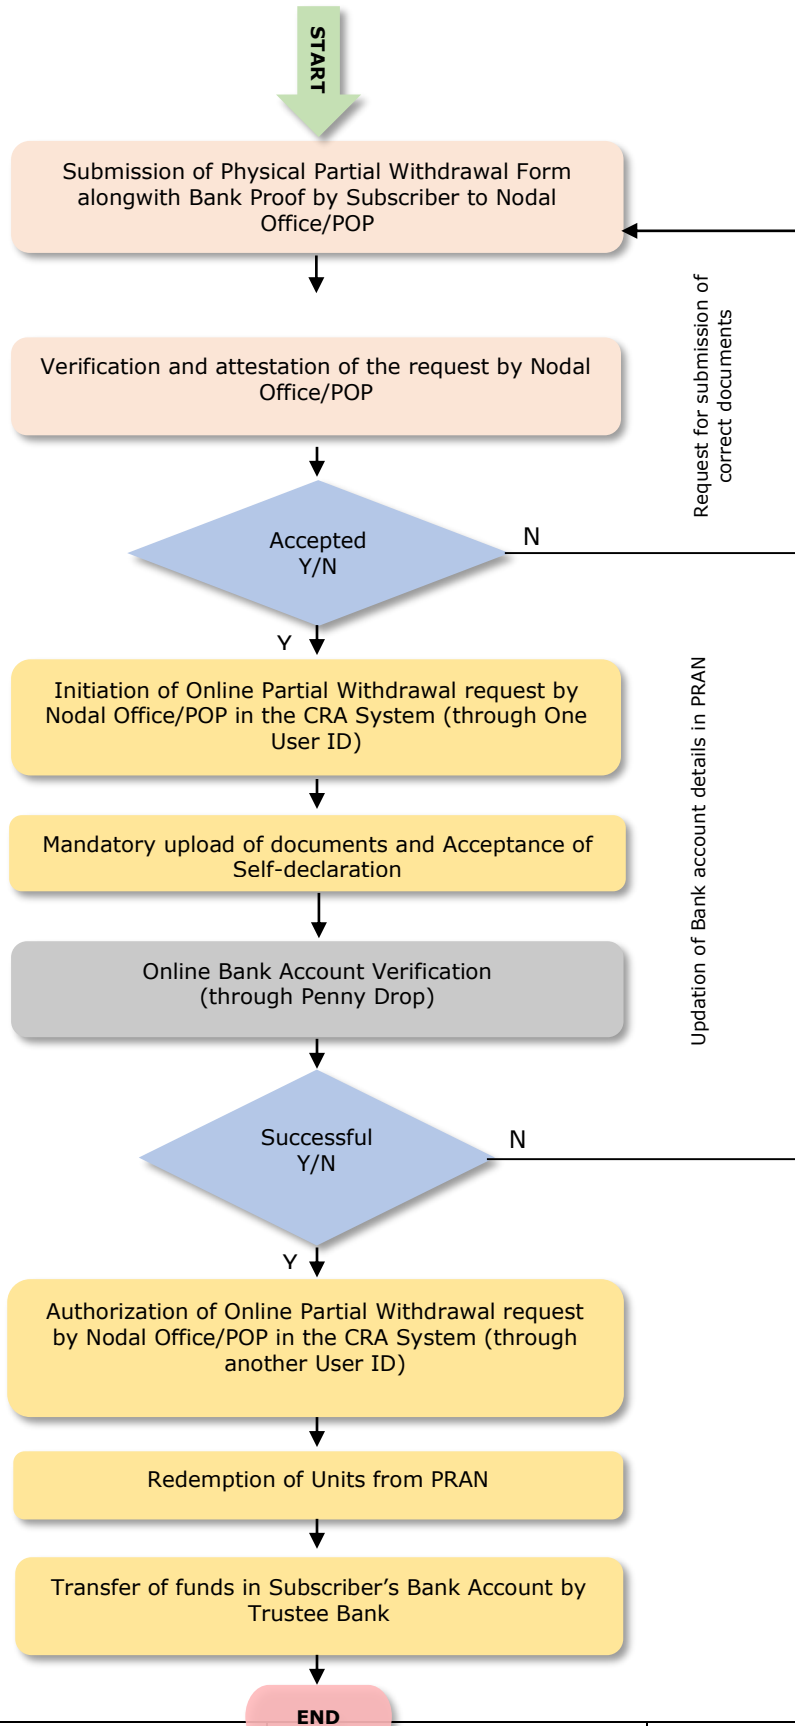 START
Submission of Physical Partial Withdrawal Form
alongwith Bank Proof by Subscriber to Nodal
Office/POP
Request for submission of
correct documents
Verification and attestation of the request by Nodal
Office/POP
Accepted
Y/N
N
Y
Initiation of Online Partial Withdrawal request by
Nodal Office/POP in the CRA System (through One
User ID)
Updation of Bank account details in PRAN
Mandatory upload of documents and Acceptance of
Self-declaration
Online Bank Account Verification
(through Penny Drop)
Successful
Y/N
N
Y
Authorization of Online Partial Withdrawal request
by Nodal Office/POP in the CRA System (through
another User ID)
Redemption of Units from PRAN
Transfer of funds in Subscriber's Bank Account by
Trustee Bank
END